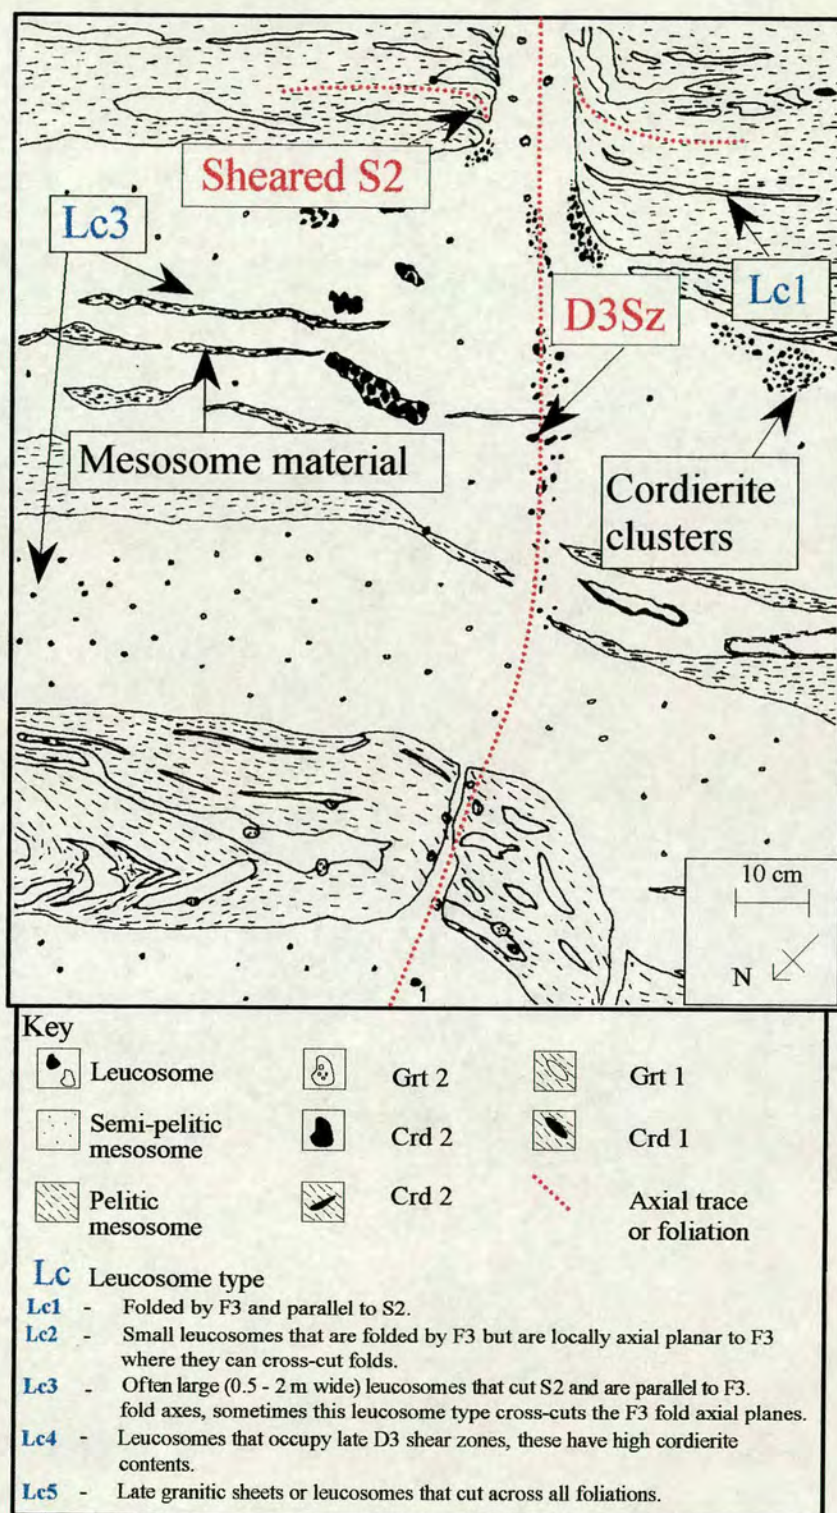 Sheared S2
Lc3
Lc1
D3Sz
Mesosome material
Cordierite
clusters
10 cm
N
3
1
Key
Leucosome
Grt 2
Grt 1
Semi-pelitic
mesosome
Crd 2
Crd 1
Pelitic
mesosome
Crd 2
Axial trace
or foliation
Lc Leucosome type
Lc1 - Folded by F3 and parallel to S2.
Lc2 - Small leucosomes that are folded by F3 but are locally axial planar to F3
where they can cross-cut folds.
Lc3 - Often large (0.5 - 2 m wide) leucosomes that cut S2 and are parallel to F3.
fold axes, sometimes this leucosome type cross-cuts the F3 fold axial planes.
Lc4 - Leucosomes that occupy late D3 shear zones, these have high cordierite
contents.
Lc5 - Late granitic sheets or leucosomes that cut across all foliations.